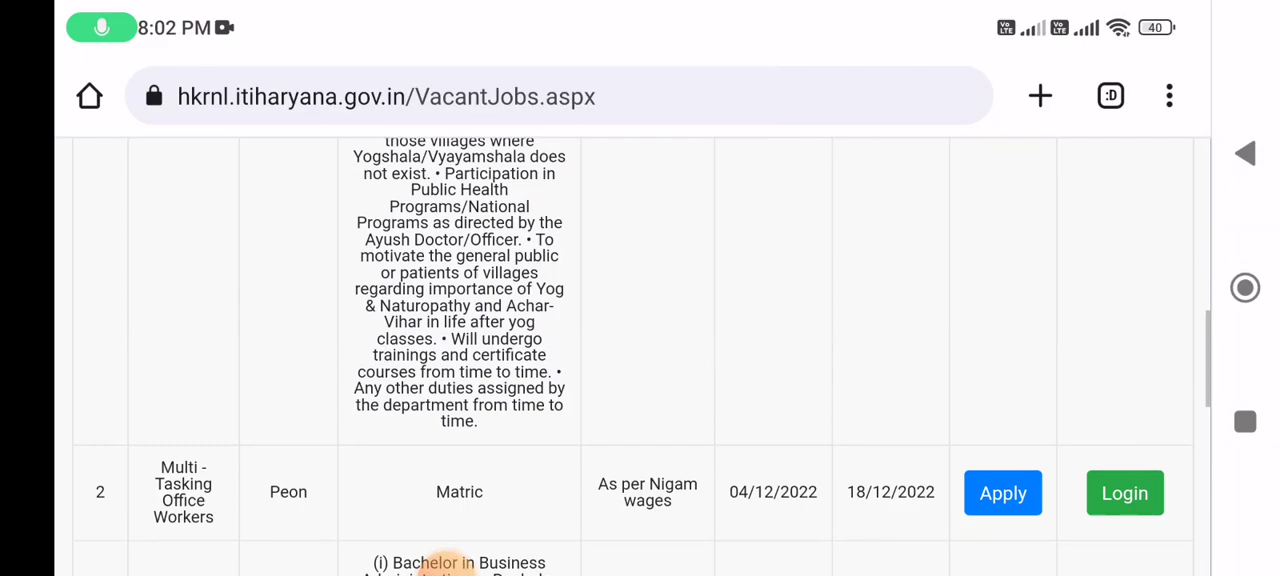 8:02 PM
Vo LTE
Vo LTE
40
hkrnl.itiharyana.gov.in/VacantJobs.aspx
:D
those villages where
Yogshala/Vyayamshala does
not exist. • Participation in
Public Health
Programs/National
Programs as directed by the
Ayush Doctor/Officer. • To
motivate the general public
or patients of villages
regarding importance of Yog
& Naturopathy and Achar-
Vihar in life after yog
classes. • Will undergo
trainings and certificate
courses from time to time. •
Any other duties assigned by
the department from time to
time.
2
Multi -
Tasking
Office
Workers
Peon
Matric
As per Nigam
wages
04/12/2022
18/12/2022
Apply
Login
(i) Bachelor in Business